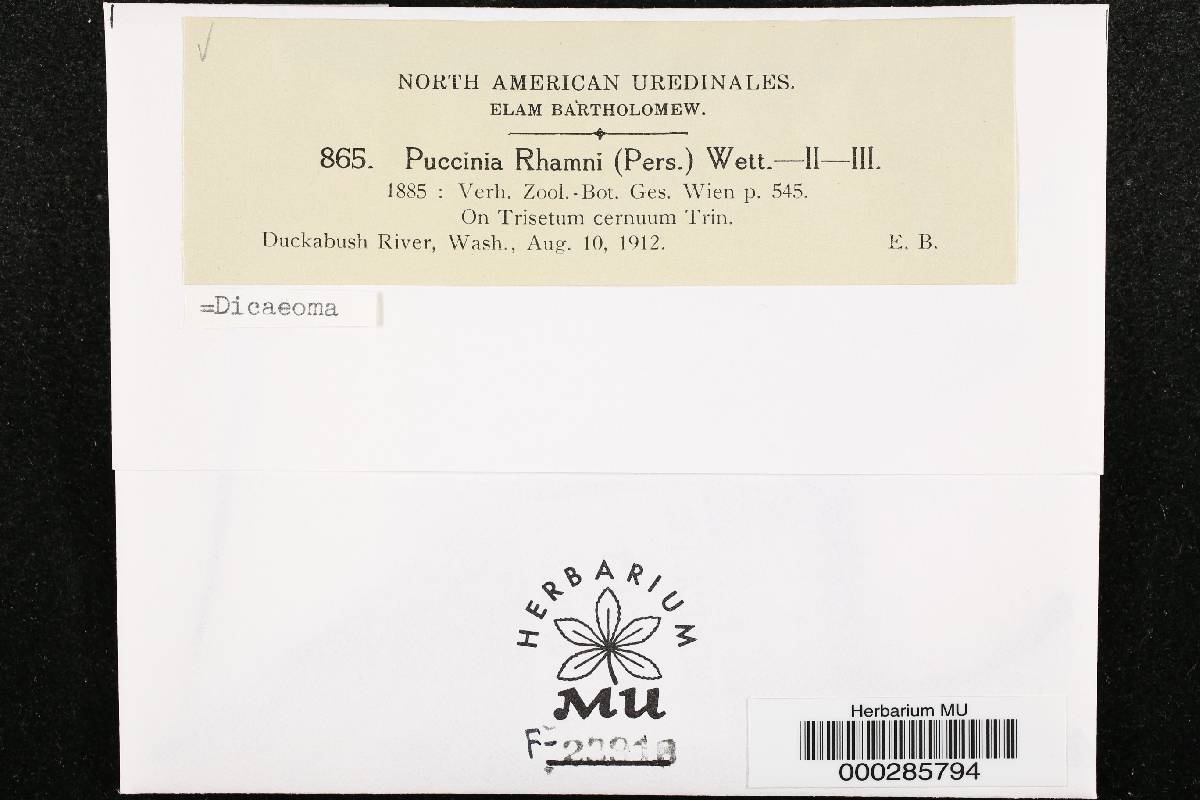 NORTH AMERICAN UREDINALES.
ELAM BARTHOLOMEW.
865. Puccinia Rhamni (Pers.) Wett.—II—III.
1885 : Verh. Zool.-Bot. Ges. Wien p. 545.
On Trisetum cernuum Trin.
Duckabush River, Wash., Aug. 10, 1912. E. B.
=Dicaeoma
HERBARIUM
MU
F-
Herbarium MU
000285794